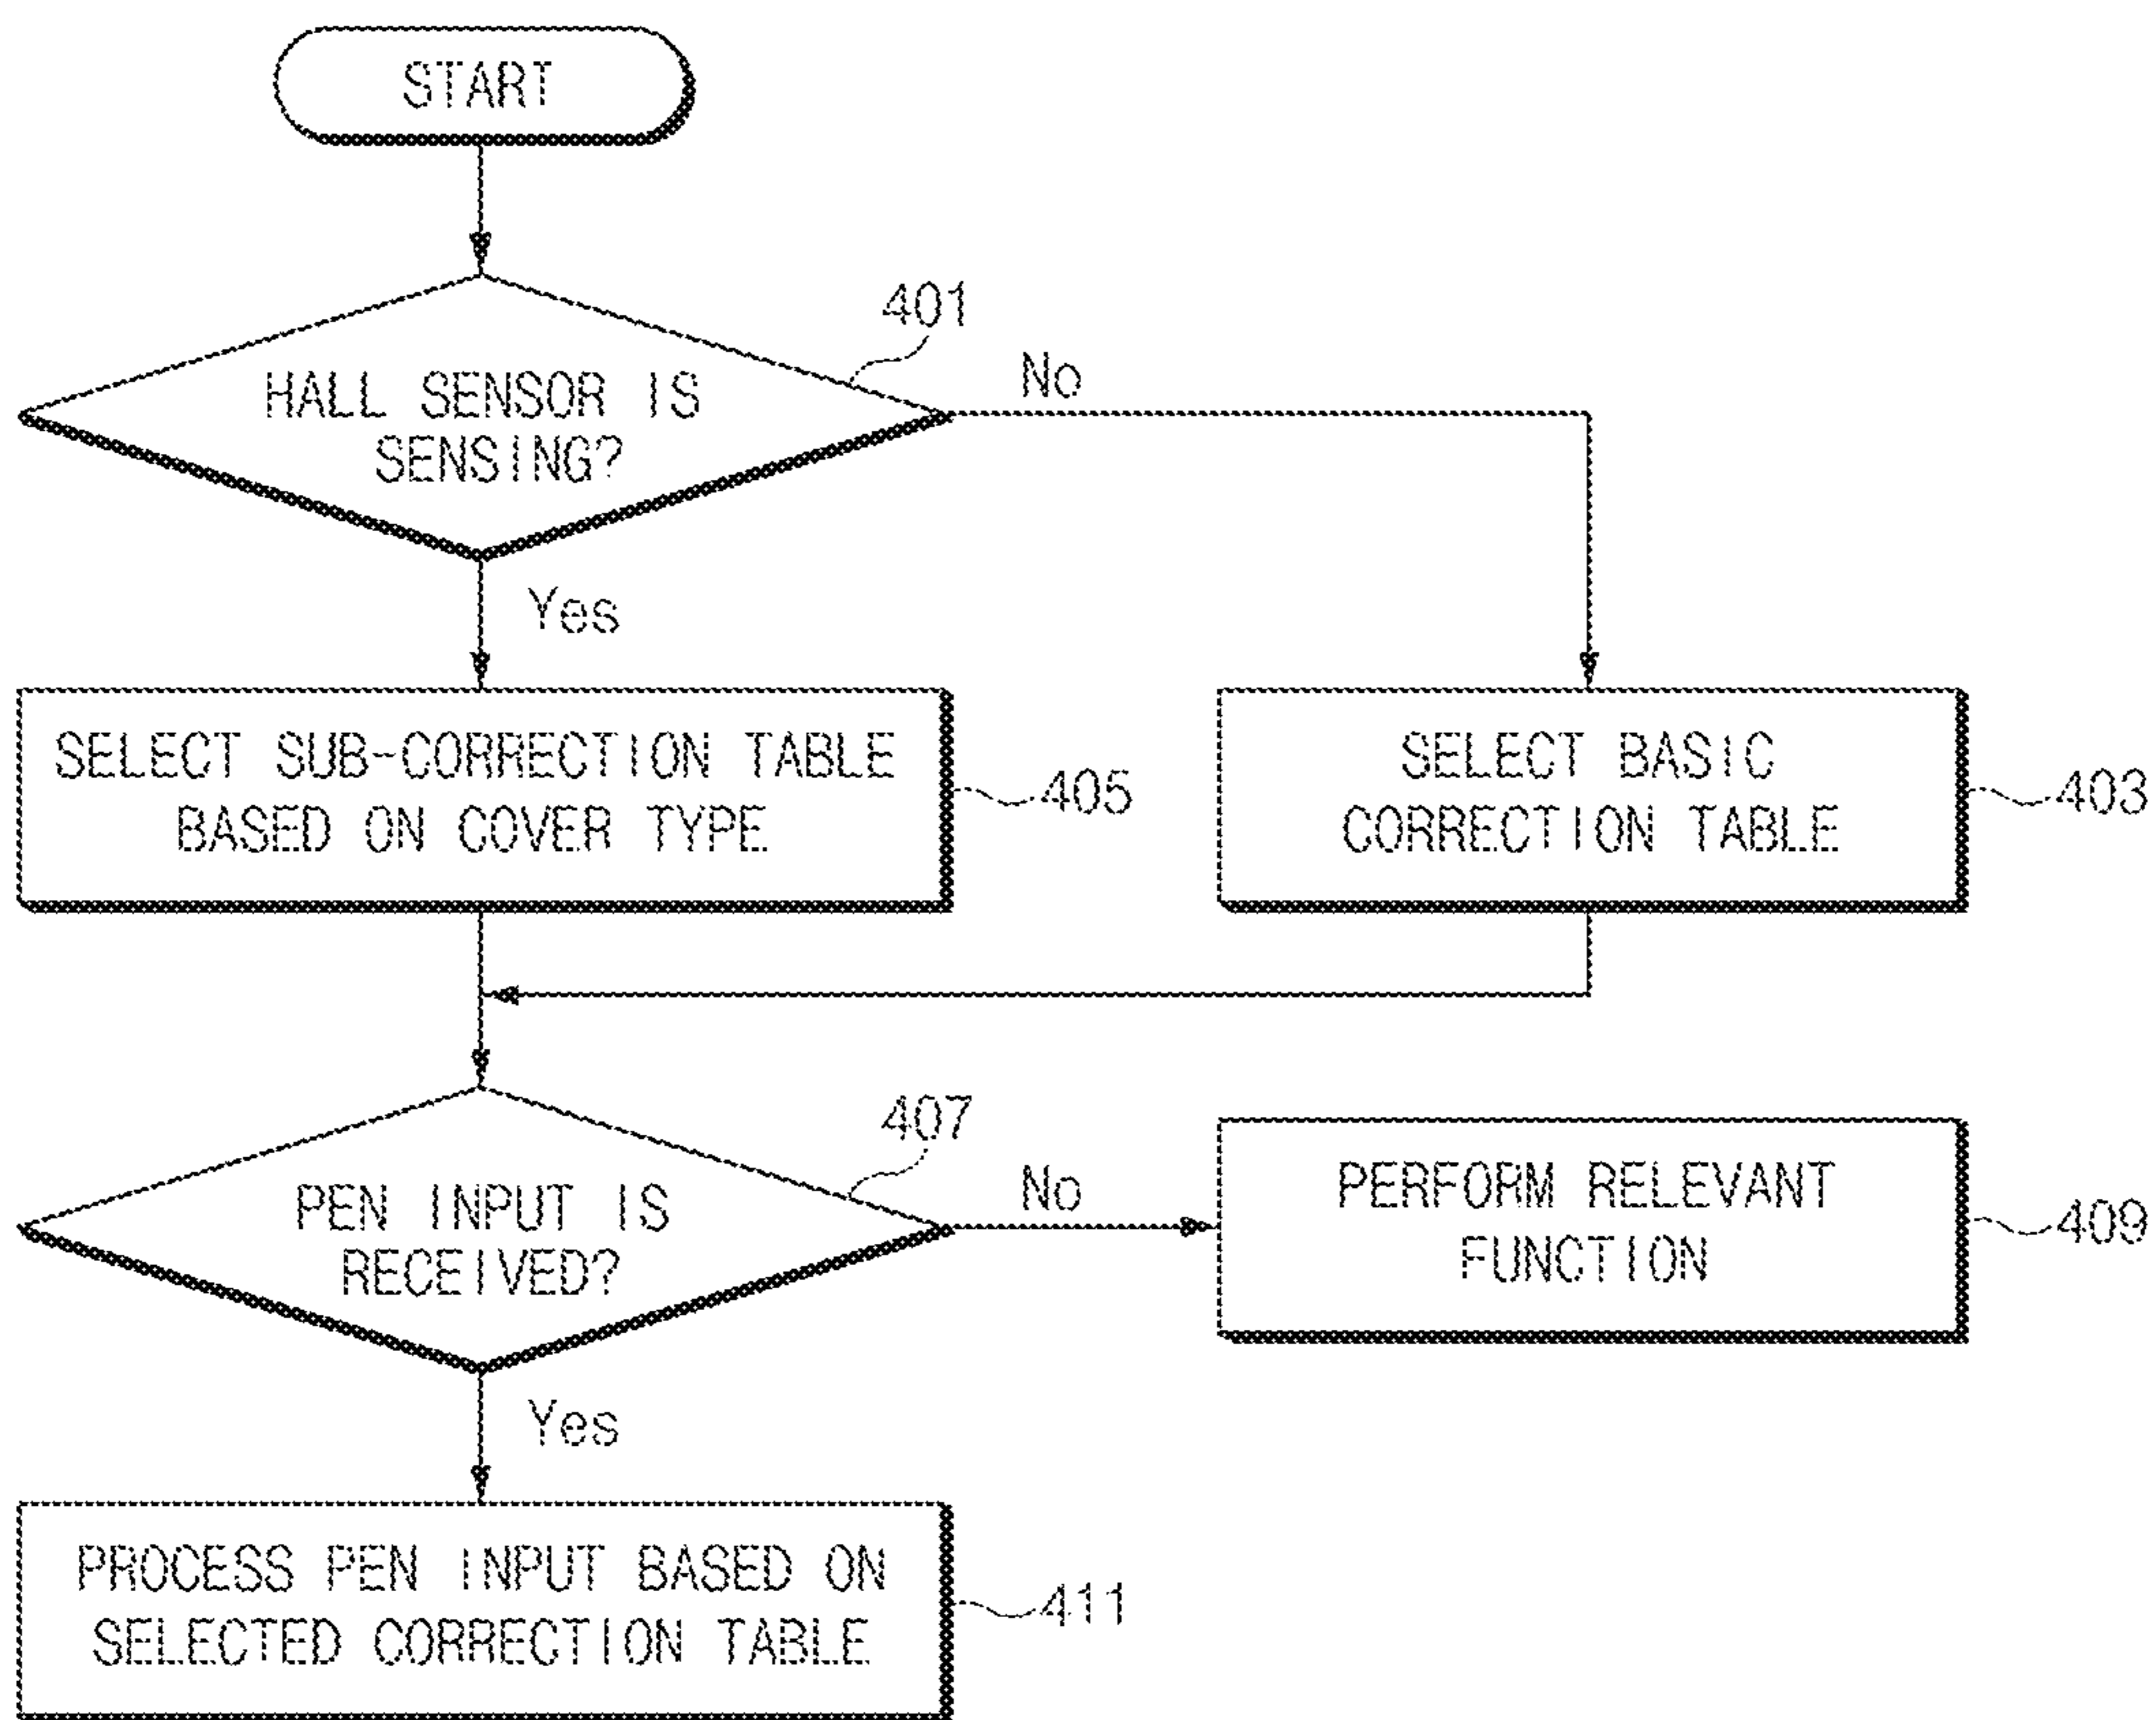 START
401
HALL SENSOR IS
SENSING?
No
Yes
SELECT SUB-CORRECTION TABLE
BASED ON COVER TYPE
405
SELECT BASIC
CORRECTION TABLE
403
407
PEN INPUT IS
RECEIVED?
No
PERFORM RELEVANT
FUNCTION
409
Yes
PROCESS PEN INPUT BASED ON
SELECTED CORRECTION TABLE
411